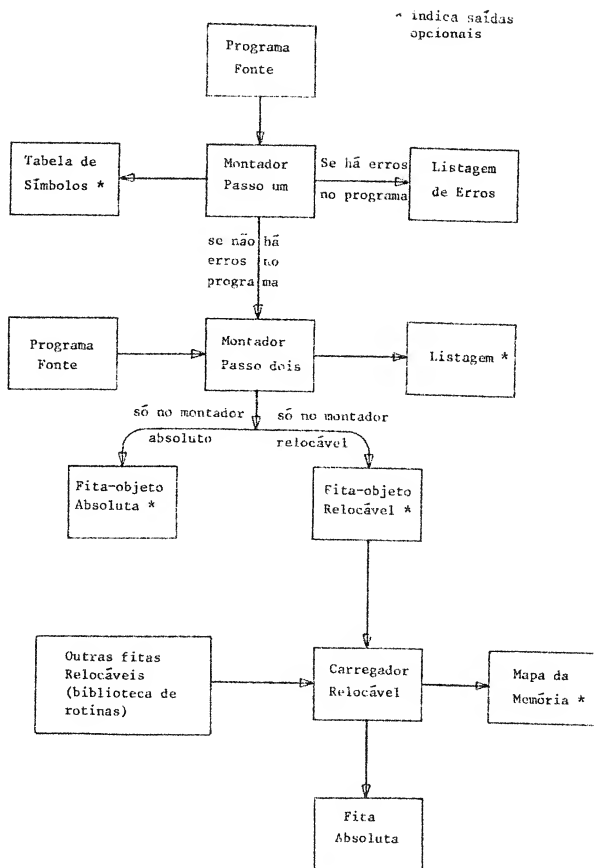 * indica saídas
opcionais
Programa
Fonte
Tabela de
Símbolos *
Montador
Passo um
Se há erros
no programa
Listagem
de Erros
se não há
erros no
programa
Programa
Fonte
Montador
Passo dois
Listagem *
só no montador
absoluto
só no montador
relocável
Fita-objeto
Absoluta *
Fita-objeto
Relocável *
Outras fitas
Relocáveis
(biblioteca de
rotinas)
Carregador
Relocável
Mapa da
Memória *
Fita
Absoluta